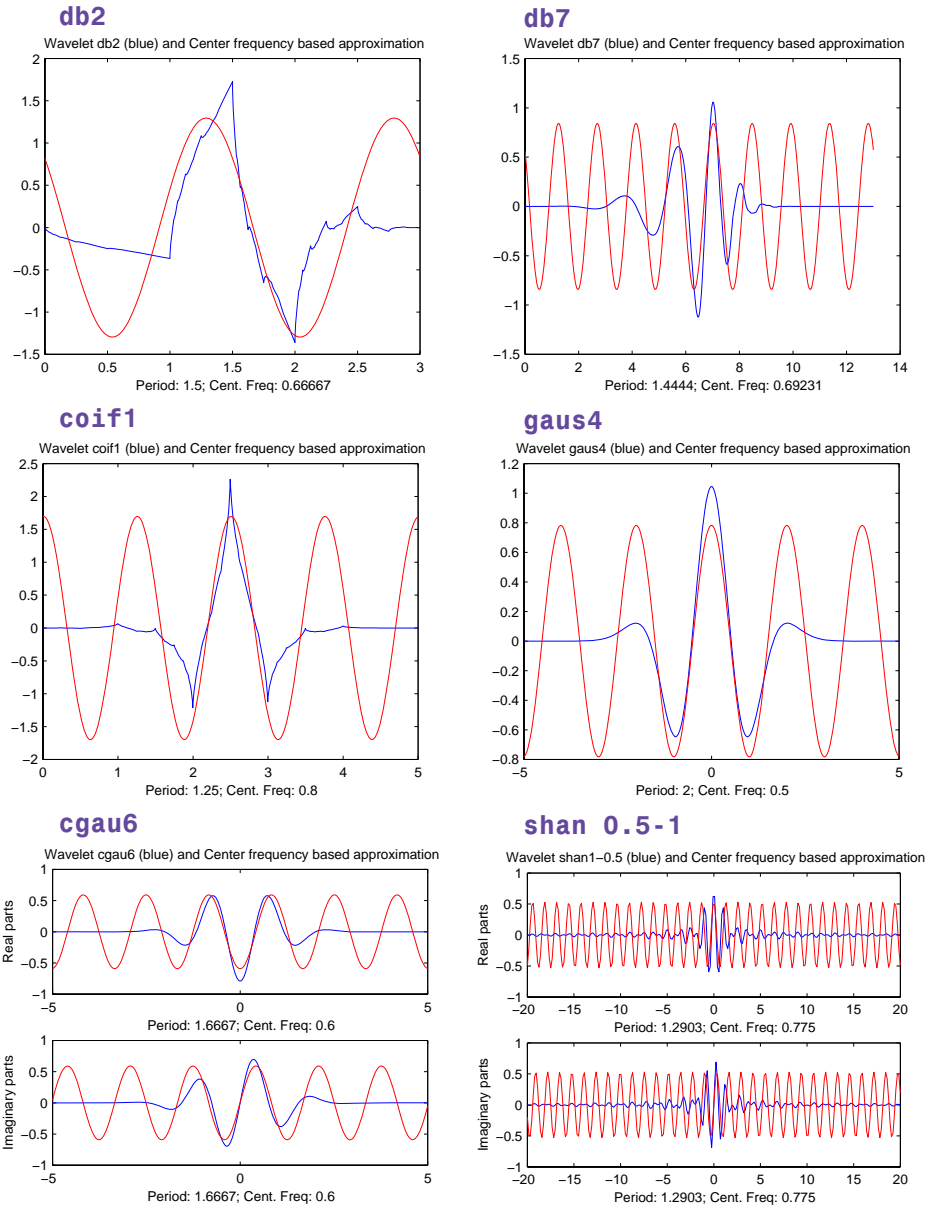 db2
Wavelet db2 (blue) and Center frequency based approximation
2
1.5
1
0.5
0
−0.5
−1
−1.5
0 0.5 1 1.5 2 2.5 3
Period: 1.5; Cent. Freq: 0.66667
db7
Wavelet db7 (blue) and Center frequency based approximation
1.5
1
0.5
0
−0.5
−1
−1.5
0 2 4 6 8 10 12 14
Period: 1.4444; Cent. Freq: 0.69231
coif1
Wavelet coif1 (blue) and Center frequency based approximation
2.5
2
1.5
1
0.5
0
−0.5
−1
−1.5
−2
0 1 2 3 4 5
Period: 1.25; Cent. Freq: 0.8
gaus4
Wavelet gaus4 (blue) and Center frequency based approximation
1.2
1
0.8
0.6
0.4
0.2
0
−0.2
−0.4
−0.6
−0.8
−5 0 5
Period: 2; Cent. Freq: 0.5
cgau6
Wavelet cgau6 (blue) and Center frequency based approximation
Real parts
1
0.5
0
−0.5
−1
−5 0 5
Period: 1.6667; Cent. Freq: 0.6
Imaginary parts
1
0.5
0
−0.5
−1
−5 0 5
Period: 1.6667; Cent. Freq: 0.6
shan 0.5-1
Wavelet shan1−0.5 (blue) and Center frequency based approximation
Real parts
1
0.5
0
−0.5
−1
−20 −15 −10 −5 0 5 10 15 20
Period: 1.2903; Cent. Freq: 0.775
Imaginary parts
1
0.5
0
−0.5
−1
−20 −15 −10 −5 0 5 10 15 20
Period: 1.2903; Cent. Freq: 0.775